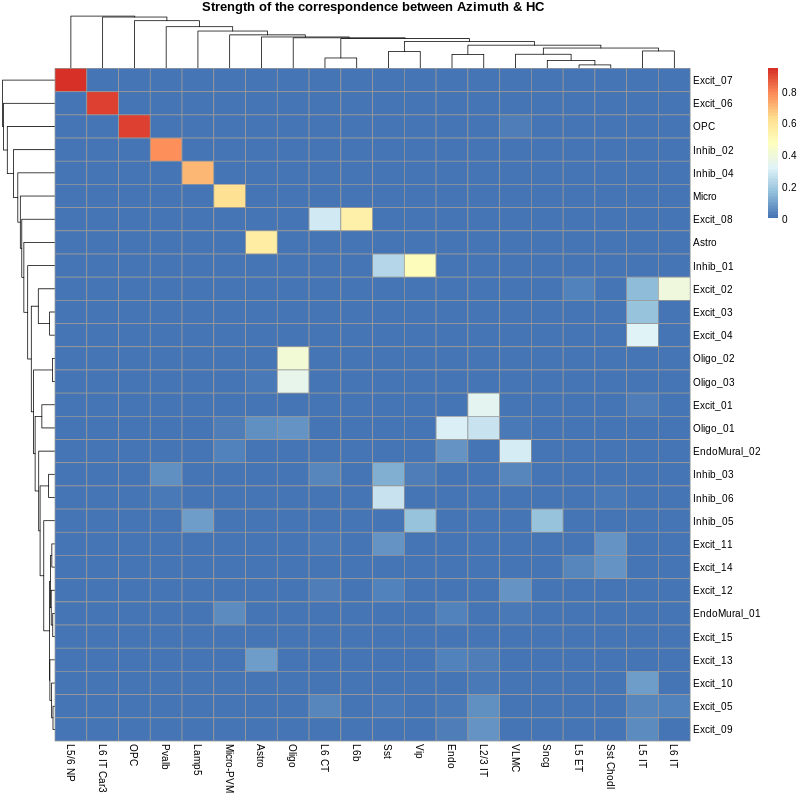 Strength of the correspondence between Azimuth & HC
Excit_07
Excit_06
OPC
Inhib_02
Inhib_04
Micro
Excit_08
Astro
Inhib_01
Excit_02
Excit_03
Excit_04
Oligo_02
Oligo_03
Excit_01
Oligo_01
EndoMural_02
Inhib_03
Inhib_06
Inhib_05
Excit_11
Excit_14
Excit_12
EndoMural_01
Excit_15
Excit_13
Excit_10
Excit_05
Excit_09
0.8
0.6
0.4
0.2
0
L5/6 NP
L6 IT Car3
OPC
Pvalb
Lamp5
Micro-PVM
Astro
Oligo
L6 CT
L6b
Sst
Vip
Endo
L2/3 IT
VLMC
Sncg
L5 ET
Sst Chodl
L5 IT
L6 IT